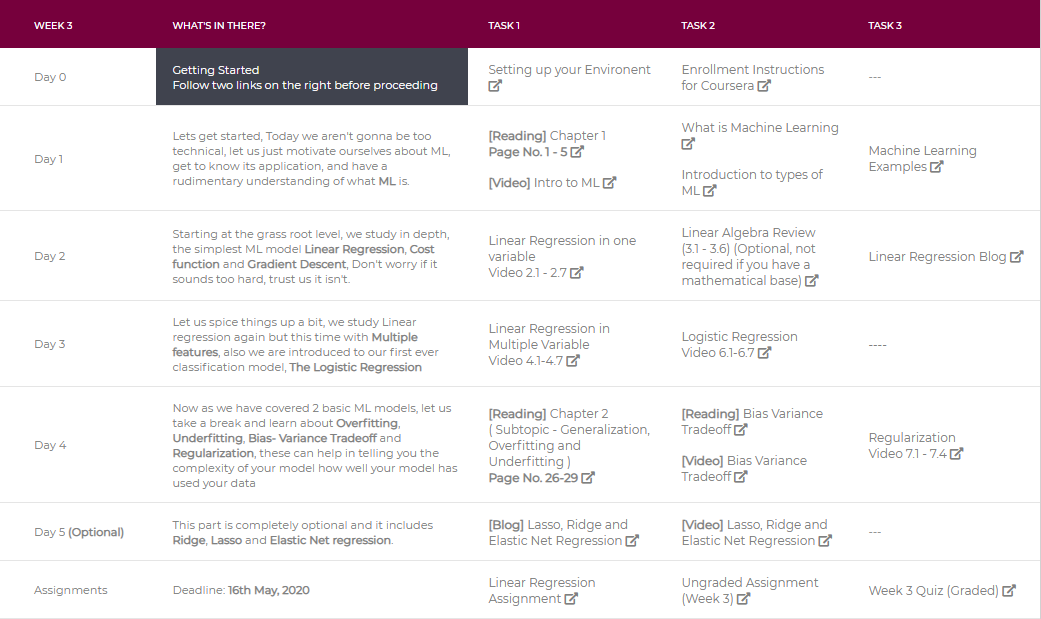 WEEK 3
WHAT'S IN THERE?
TASK 1
TASK 2
TASK 3
Day 0
Getting Started
Follow two links on the right before proceeding
Setting up your Environent
Enrollment Instructions
for Coursera
---
Day 1
Lets get started, Today we aren't gonna be too
technical, let us just motivate ourselves about ML,
get to know its application, and have a
rudimentary understanding of what ML is.
[Reading] Chapter 1
Page No. 1 - 5
[Video] Intro to ML
What is Machine Learning
Introduction to types of
ML
Machine Learning
Examples
Day 2
Starting at the grass root level, we study in depth,
the simplest ML model Linear Regression, Cost
function and Gradient Descent, Don't worry if it
sounds too hard, trust us it isn't.
Linear Regression in one
variable
Video 2.1 - 2.7
Linear Algebra Review
(3.1 - 3.6) (Optional, not
required if you have a
mathematical base)
Linear Regression Blog
Day 3
Let us spice things up a bit, we study Linear
regression again but this time with Multiple
features, also we are introduced to our first ever
classification model, The Logistic Regression
Linear Regression in
Multiple Variable
Video 4.1-4.7
Logistic Regression
Video 6.1-6.7
----
Day 4
Now as we have covered 2 basic ML models, let us
take a break and learn about Overfitting,
Underfitting, Bias- Variance Tradeoff and
Regularization, these can help in telling you the
complexity of your model how well your model has
used your data
[Reading] Chapter 2
( Subtopic - Generalization,
Overfitting and
Underfitting )
Page No. 26-29
[Reading] Bias Variance
Tradeoff
[Video] Bias Variance
Tradeoff
Regularization
Video 7.1 - 7.4
Day 5 (Optional)
This part is completely optional and it includes
Ridge, Lasso and Elastic Net regression.
[Blog] Lasso, Ridge and
Elastic Net Regression
[Video] Lasso, Ridge and
Elastic Net Regression
---
Assignments
Deadline: 16th May, 2020
Linear Regression
Assignment
Ungraded Assignment
(Week 3)
Week 3 Quiz (Graded)